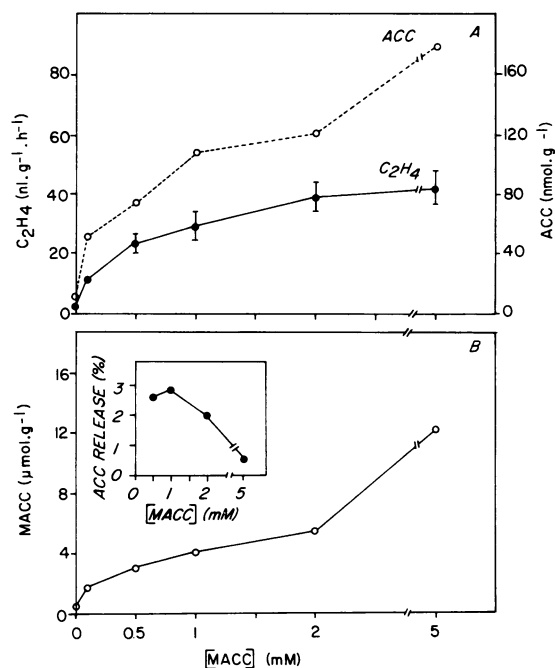 A
ACC
C₂H₄
80
60
40
20
0
C₂H₄ (nl.g⁻¹.h⁻¹)
160
120
80
40
0
ACC (nmol.g⁻¹)
B
16
12
8
4
0
MACC (μmol.g⁻¹)
3
2
1
0
ACC RELEASE (%)
0 1 2 5
[MACC] (mM)
0 0.5 1 2 5
[MACC] (mM)